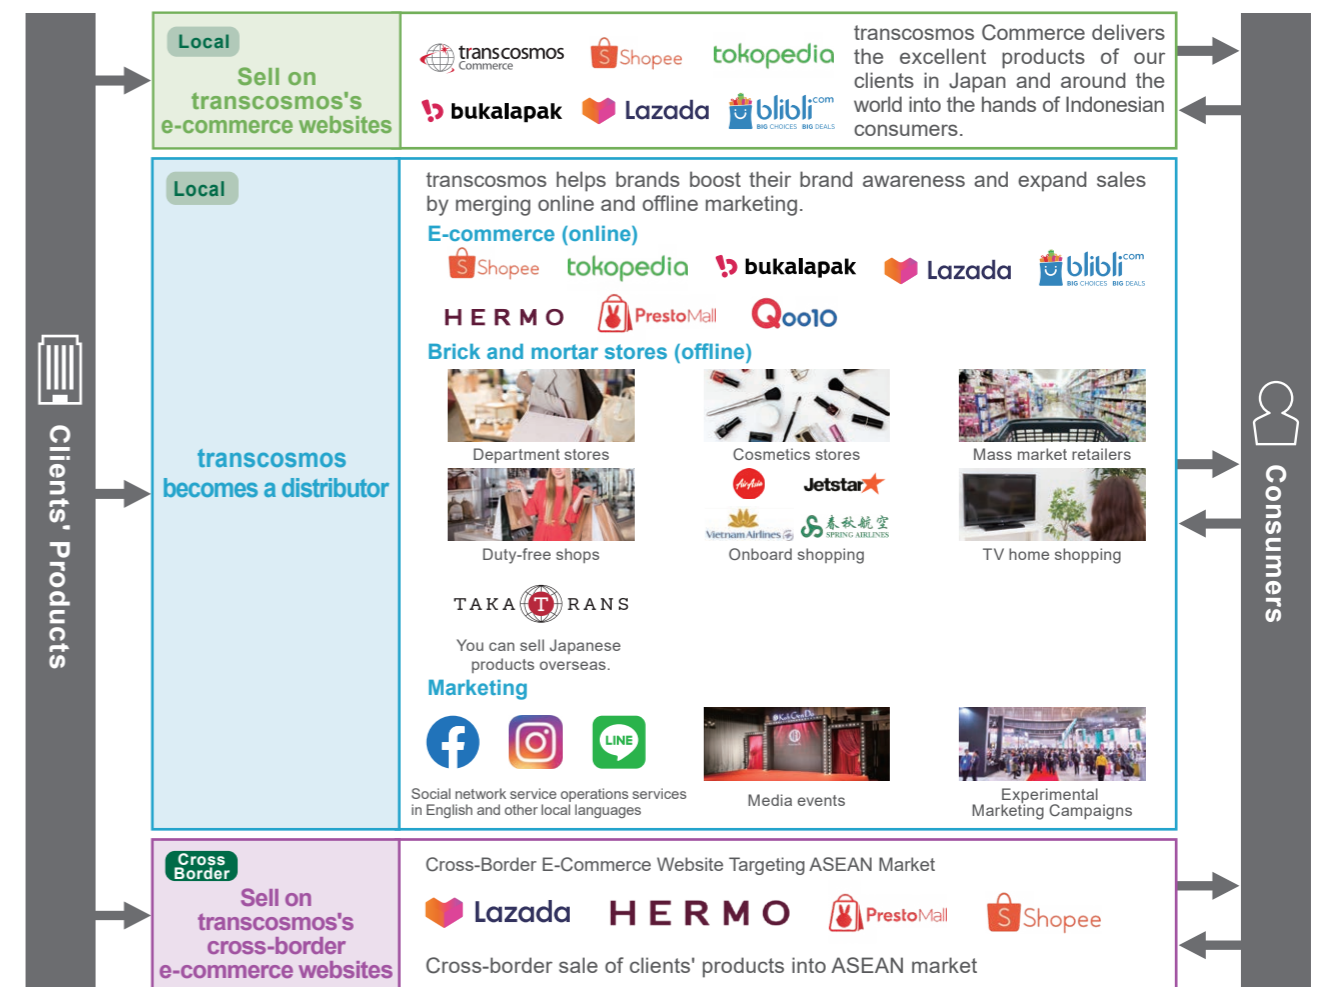 Clients' Products
Consumers
Local
Sell on
transcosmos's
e-commerce websites
transcosmos
Commerce
Shopee
tokopedia
bukalapak
Lazada
blibli.com
BIG CHOICES BIG DEALS
transcosmos Commerce delivers
the excellent products of our
clients in Japan and around the
world into the hands of Indonesian
consumers.
Local
transcosmos
becomes a distributor
transcosmos helps brands boost their brand awareness and expand sales
by merging online and offline marketing.
E-commerce (online)
Shopee
tokopedia
bukalapak
Lazada
blibli.com
BIG CHOICES BIG DEALS
HERMO
PrestoMall
Qoo10
Brick and mortar stores (offline)
Department stores
Cosmetics stores
Mass market retailers
Duty-free shops
AirAsia
Jetstar
Vietnam Airlines
春秋航空
SPRING AIRLINES
Onboard shopping
TV home shopping
TAKA T RANS
You can sell Japanese
products overseas.
Marketing
LINE
Social network service operations services
in English and other local languages
Media events
Experimental
Marketing Campaigns
Cross
Border
Sell on
transcosmos's
cross-border
e-commerce websites
Cross-Border E-Commerce Website Targeting ASEAN Market
Lazada
HERMO
PrestoMall
Shopee
Cross-border sale of clients' products into ASEAN market